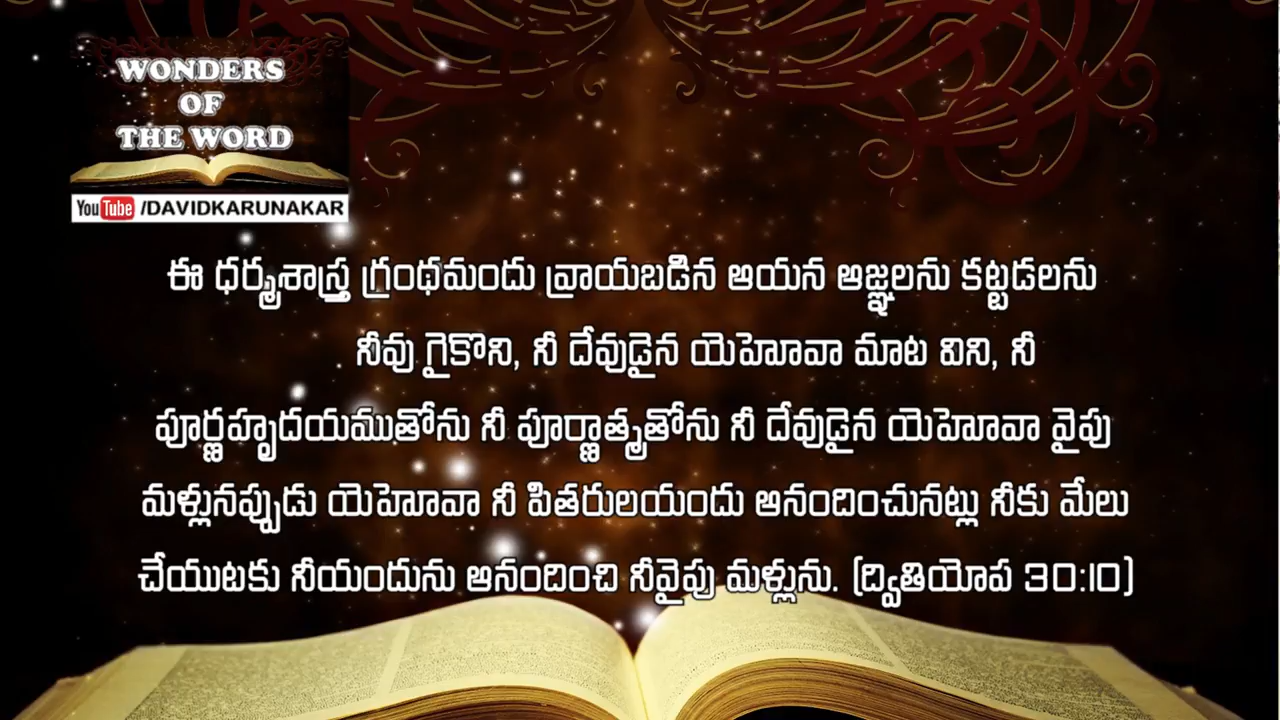 WONDERS
OF
THE WORD
YouTube /DAVIDKARUNAKAR
ఈ ధర్మశాస్త్ర గ్రంథమందు వ్రాయబడిన ఆయన ఆజ్ఞలను కట్టడలను
నీవు గైకొని, నీ దేవుడైన యెహోవా మాట విని, నీ
పూర్ణహృదయముతోను నీ పూర్ణాత్మతోను నీ దేవుడైన యెహోవా వైపు
మళ్లునప్పుడు యెహోవా నీ పితరులయందు ఆనందించునట్లు నీకు మేలు
చేయుటకు నీయందును ఆనందించి నీవైపు మళ్లును. (ద్వితియోప 30:10)